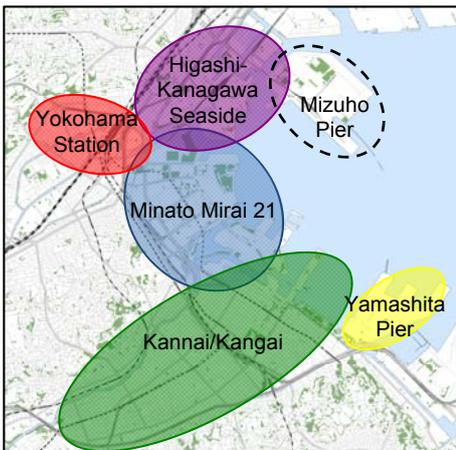 Higashi-
Kanagawa
Seaside
Mizuho
Pier
Yokohama
Station
Minato Mirai 21
Yamashita
Pier
Kannai/Kangai